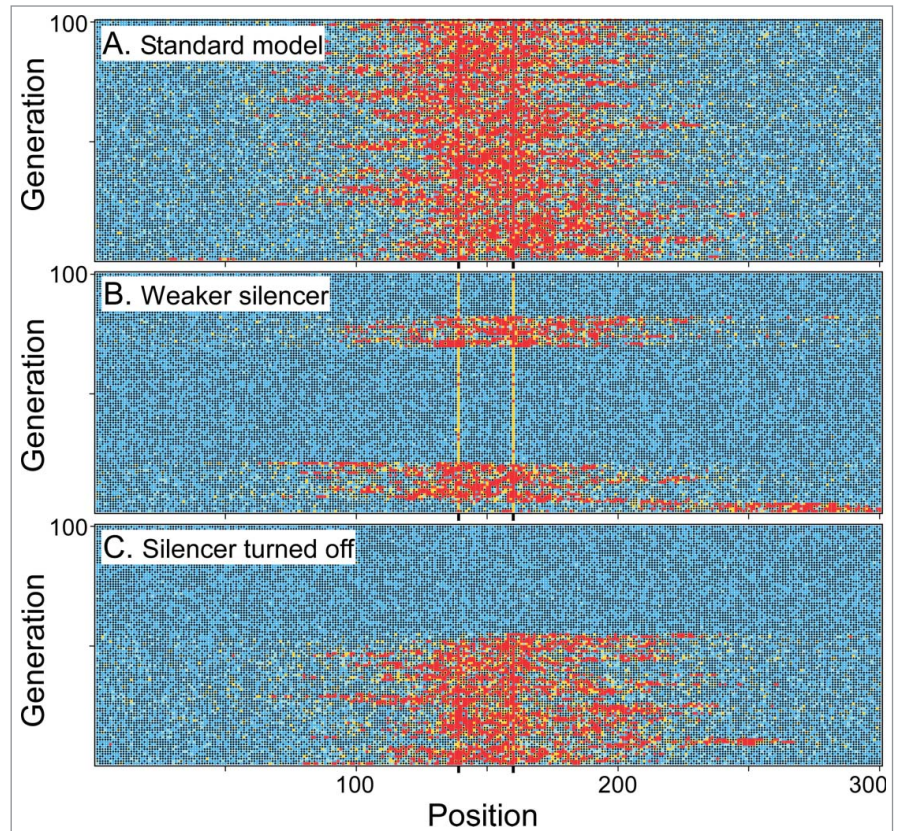 100
A. Standard model
Generation
100
B. Weaker silencer
Generation
100
C. Silencer turned off
Generation
100 200 300
Position